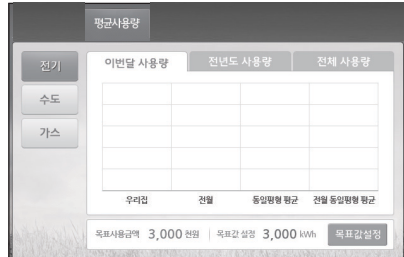 평균사용량
전기
수도
가스
이번달 사용량
전년도 사용량
전체 사용량
우리집
전월
동일평형 평균
전월 동일평형 평균
목표사용금액 3,000 천원 목표값 설정 3,000 kWh 목표값설정